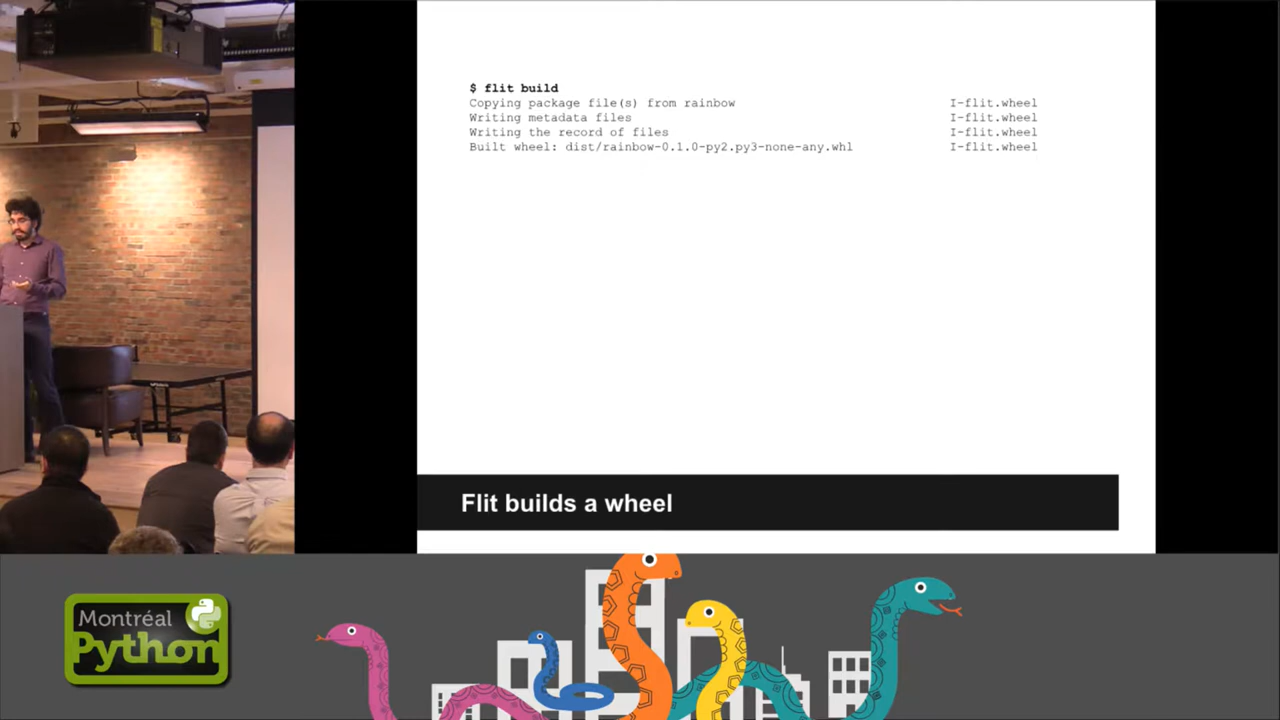 $ flit build
Copying package file(s) from rainbow I-flit.wheel
Writing metadata files I-flit.wheel
Writing the record of files I-flit.wheel
Built wheel: dist/rainbow-0.1.0-py2.py3-none-any.whl I-flit.wheel
Flit builds a wheel
Montréal
Python